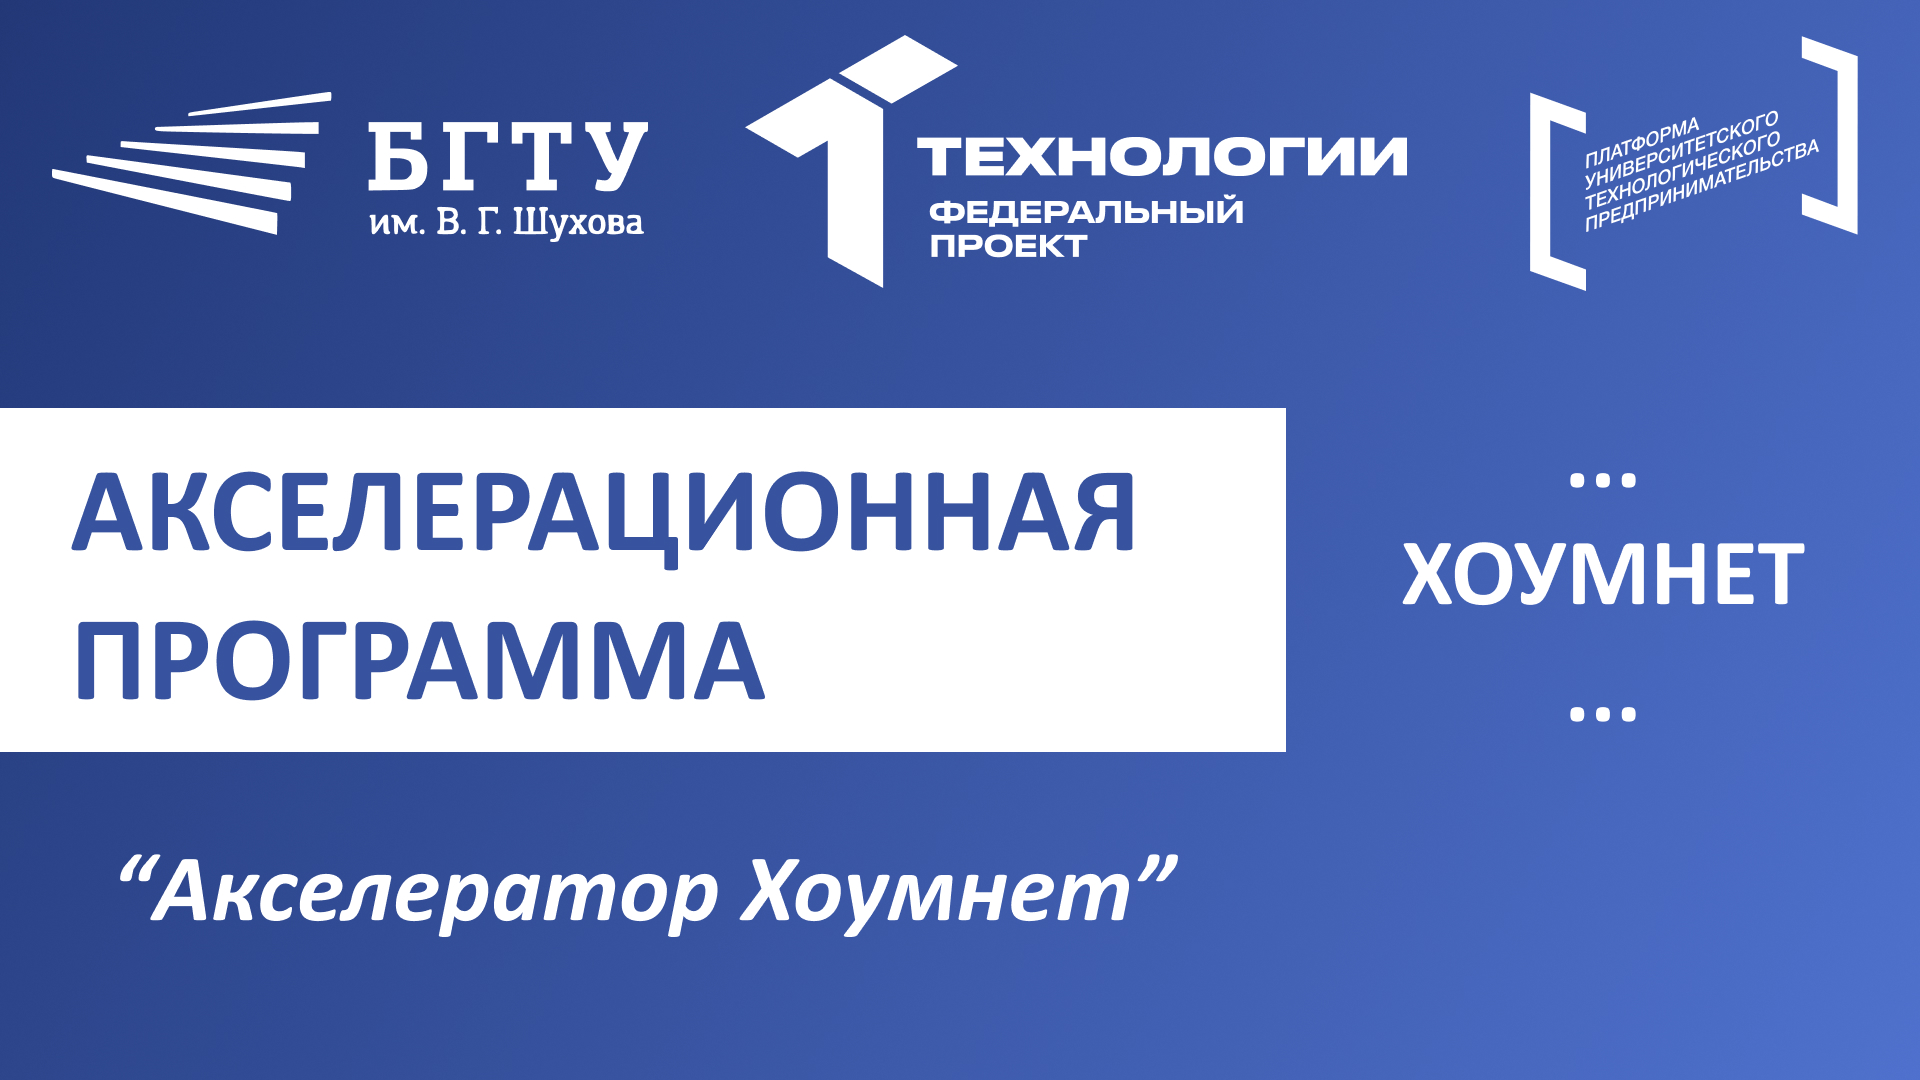 БГТУ
им. В. Г. Шухова
ТЕХНОЛОГИИ
ФЕДЕРАЛЬНЫЙ
ПРОЕКТ
ПЛАТФОРМА
УНИВЕРСИТЕТСКОГО
ТЕХНОЛОГИЧЕСКОГО
ПРЕДПРИНИМАТЕЛЬСТВА
АКСЕЛЕРАЦИОННАЯ
ПРОГРАММА
...
ХОУМНЕТ
...
“Акселератор Хоумнет”